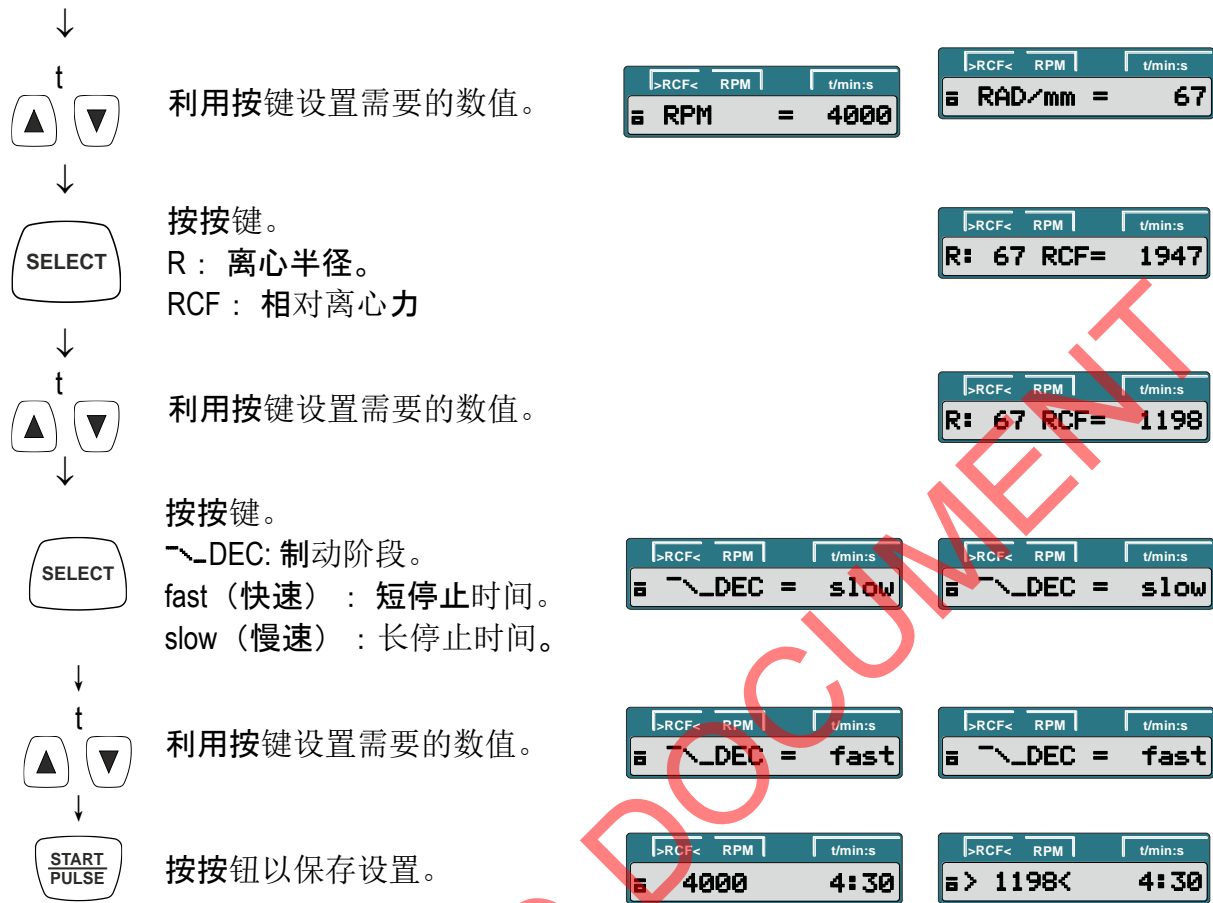 ↓
t
▲ ▼
利用按键设置需要的数值。
>RCF< RPM t/min:s
RPM = 4000
>RCF< RPM t/min:s
RAD/mm = 67
↓
SELECT
按按键。
R： 离心半径。
RCF： 相对离心力
>RCF< RPM t/min:s
R: 67 RCF= 1947
↓
t
▲ ▼
利用按键设置需要的数值。
>RCF< RPM t/min:s
R: 67 RCF= 1198
↓
SELECT
按按键。
DEC: 制动阶段。
fast（快速）： 短停止时间。
slow（慢速）：长停止时间。
>RCF< RPM t/min:s
DEC = slow
>RCF< RPM t/min:s
DEC = slow
↓
t
▲ ▼
利用按键设置需要的数值。
>RCF< RPM t/min:s
DEC = fast
>RCF< RPM t/min:s
DEC = fast
↓
START
PULSE
按按钮以保存设置。
>RCF< RPM t/min:s
4000 4:30
>RCF< RPM t/min:s
> 1198< 4:30
DOCUMENT